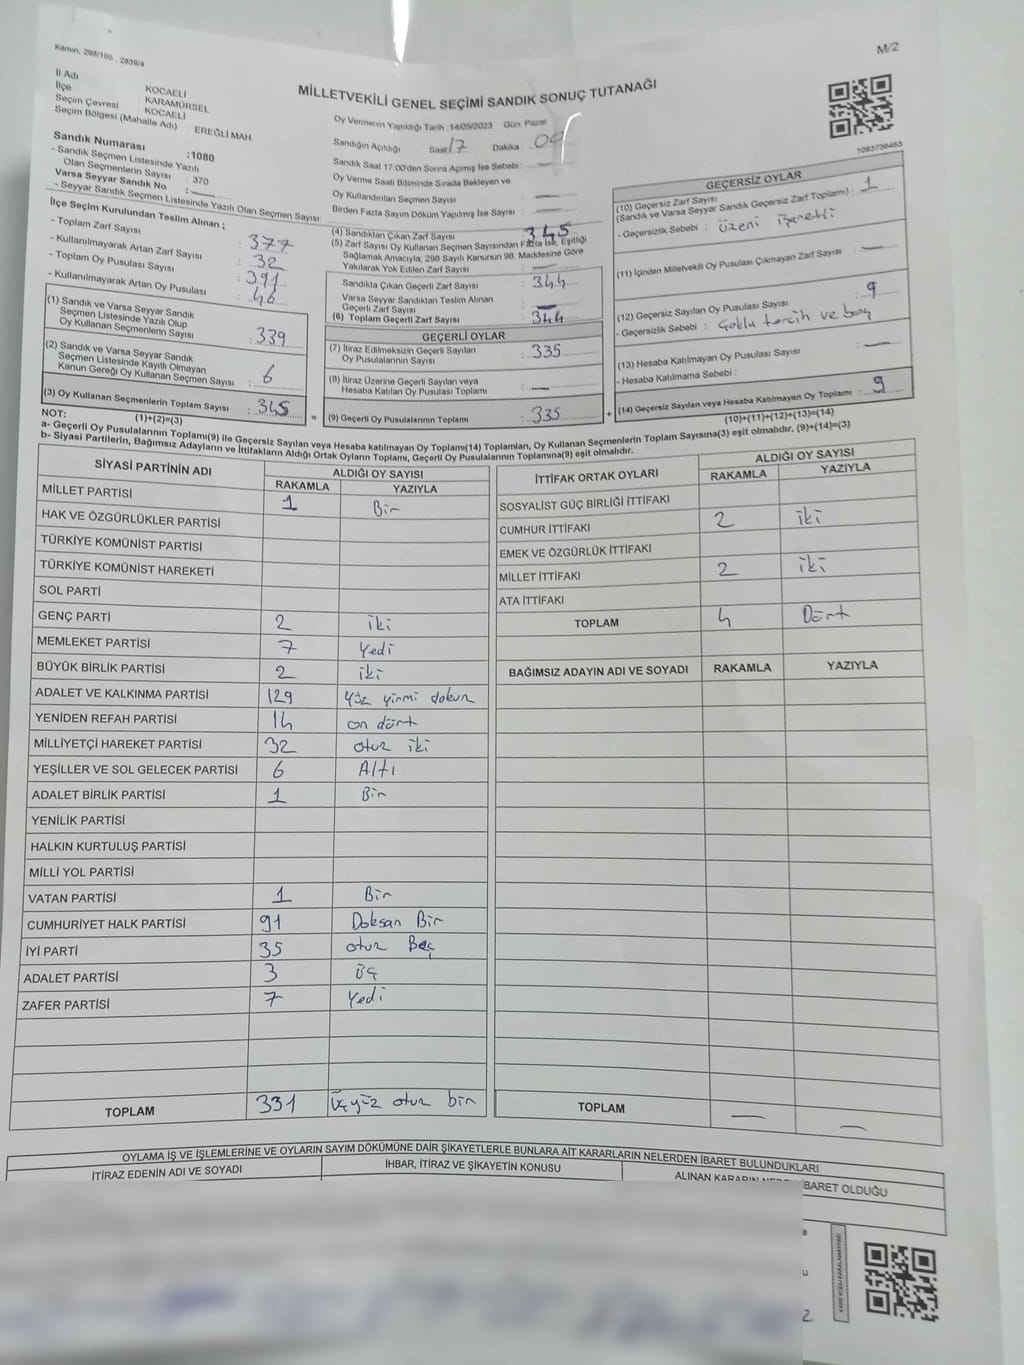 Kanun, 298/105 , 2839/4
M/2
İl Adı KOCAELİ
İlçe : KARAMÜRSEL
Seçim Çevresi : KOCAELİ
Seçim Bölgesi (Mahalle Adı) : EREĞLİ MAH.
MİLLETVEKİLİ GENEL SEÇİMİ SANDIK SONUÇ TUTANAĞI
1083738483
Oy Vermenin Yapıldığı Tarih : 14/05/2023 Gün: Pazar
Sandığın Açıldığı Saat 17 Dakika : 00
Sandık Saat 17:00'den Sonra Açımış İse Sebebi : —
Oy Verme Saati Bitiminde Sırada Bekleyen ve
Oy Kullandırılan Seçmen Sayısı : —
Birden Fazla Sayım Döküm Yapılmış İse Sayısı : —
Sandık Numarası : 1080
- Sandık Seçmen Listesinde Yazılı
Olan Seçmenlerin Sayısı : 370
Varsa Seyyar Sandık No : —
- Seyyar Sandık Seçmen Listesinde Yazılı Olan Seçmen Sayısı:
İlçe Seçim Kurulundan Teslim Alınan ;
- Toplam Zarf Sayısı : 377
- Kullanılmayarak Artan Zarf Sayısı : 32
- Toplam Oy Pusulası Sayısı : 391
- Kullanılmayarak Artan Oy Pusulası : 46
(1) Sandık ve Varsa Seyyar Sandık
Seçmen Listesinde Yazılı Olup
Oy Kullanan Seçmenlerin Sayısı : 339
(2) Sandık ve Varsa Seyyar Sandık
Seçmen Listesinde Kayıtlı Olmayan
Kanun Gereği Oy Kullanan Seçmen Sayısı : 6
(3) Oy Kullanan Seçmenlerin Toplam Sayısı : 345
(1)+(2)=(3)
(4) Sandıktan Çıkan Zarf Sayısı : 345
(5) Zarf Sayısı Oy Kullanan Seçmen Sayısından Fazla İse, Eşitliği
Sağlamak Amacıyla, 298 Sayılı Kanunun 98. Maddesine Göre
Yakılarak Yok Edilen Zarf Sayısı : —
Sandıkta Çıkan Geçerli Zarf Sayısı : 344
Varsa Seyyar Sandıktan Teslim Alınan
Geçerli Zarf Sayısı : —
(6) Toplam Geçerli Zarf Sayısı : 344
GEÇERLİ OYLAR
(7) İtiraz Edilmeksizin Geçerli Sayılan
Oy Pusulalarının Sayısı : 335
(8) İtiraz Üzerine Geçerli Sayılan veya
Hesaba Katılan Oy Pusulası Toplamı : —
= (9) Geçerli Oy Pusulalarının Toplamı : 335 +
GEÇERSİZ OYLAR
(10) Geçersiz Zarf Sayısı
(Sandık ve Varsa Seyyar Sandık Geçersiz Zarf Toplamı) : 1
- Geçersizlik Sebebi : üzeni işaretli
(11) İçinden Milletvekili Oy Pusulası Çıkmayan Zarf Sayısı : —
(12) Geçersiz Sayılan Oy Pusulası Sayısı : 9
- Geçersizlik Sebebi : Çoklu tercih ve boş
(13) Hesaba Katılmayan Oy Pusulası Sayısı : —
- Hesaba Katılmama Sebebi :
(14) Geçersiz Sayılan veya Hesaba Katılmayan Oy Toplamı : 9
(10)+(11)+(12)+(13)=(14)
NOT:
a- Geçerli Oy Pusulasının Toplamı(9) ile Geçersiz Sayılan veya Hesaba katılmayan Oy Toplamı(14) Toplamları, Oy Kullanan Seçmenlerin Toplam Sayısına(3) eşit olmalıdır. (9)+(14)=(3)
b- Siyasi Partilerin, Bağımsız Adayların ve İttifakların Aldığı Ortak Oyların Toplamı, Geçerli Oy Pusulalarının Toplamına(9) eşit olmalıdır.
SİYASİ PARTİNİN ADI ALDIĞI OY SAYISI
RAKAMLA YAZIYLA
MİLLET PARTİSİ 1 Bir
HAK VE ÖZGÜRLÜKLER PARTİSİ
TÜRKİYE KOMÜNİST PARTİSİ
TÜRKİYE KOMÜNİST HAREKETİ
SOL PARTİ
GENÇ PARTİ 2 iki
MEMLEKET PARTİSİ 7 Yedi
BÜYÜK BİRLİK PARTİSİ 2 iki
ADALET VE KALKINMA PARTİSİ 129 Yüz yirmi dokuz
YENİDEN REFAH PARTİSİ 14 on dört
MİLLİYETÇİ HAREKET PARTİSİ 32 otuz iki
YEŞİLLER VE SOL GELECEK PARTİSİ 6 Altı
ADALET BİRLİK PARTİSİ 1 Bir
YENİLİK PARTİSİ
HALKIN KURTULUŞ PARTİSİ
MİLLİ YOL PARTİSİ
VATAN PARTİSİ 1 Bir
CUMHURİYET HALK PARTİSİ 91 Doksan Bir
İYİ PARTİ 35 otuz Beş
ADALET PARTİSİ 3 üç
ZAFER PARTİSİ 7 Yedi
TOPLAM 331 üçyüz otuz bir
İTTİFAK ORTAK OYLARI ALDIĞI OY SAYISI
RAKAMLA YAZIYLA
SOSYALİST GÜÇ BİRLİĞİ İTTİFAKI
CUMHUR İTTİFAKI 2 iki
EMEK VE ÖZGÜRLÜK İTTİFAKI
MİLLET İTTİFAKI 2 iki
ATA İTTİFAKI
TOPLAM 4 Dört
BAĞIMSIZ ADAYIN ADI VE SOYADI RAKAMLA YAZIYLA
TOPLAM — —
OYLAMA İŞ VE İŞLEMLERİNE VE OYLARIN SAYIM DÖKÜMÜNE DAİR ŞİKAYETLERLE BUNLARA AİT KARARLARIN NELERDEN İBARET BULUNDUKLARI
İTİRAZ EDENİN ADI VE SOYADI İHBAR, İTİRAZ VE ŞİKAYETİN KONUSU ALINAN KARARIN NEDEN İBARET OLDUĞU